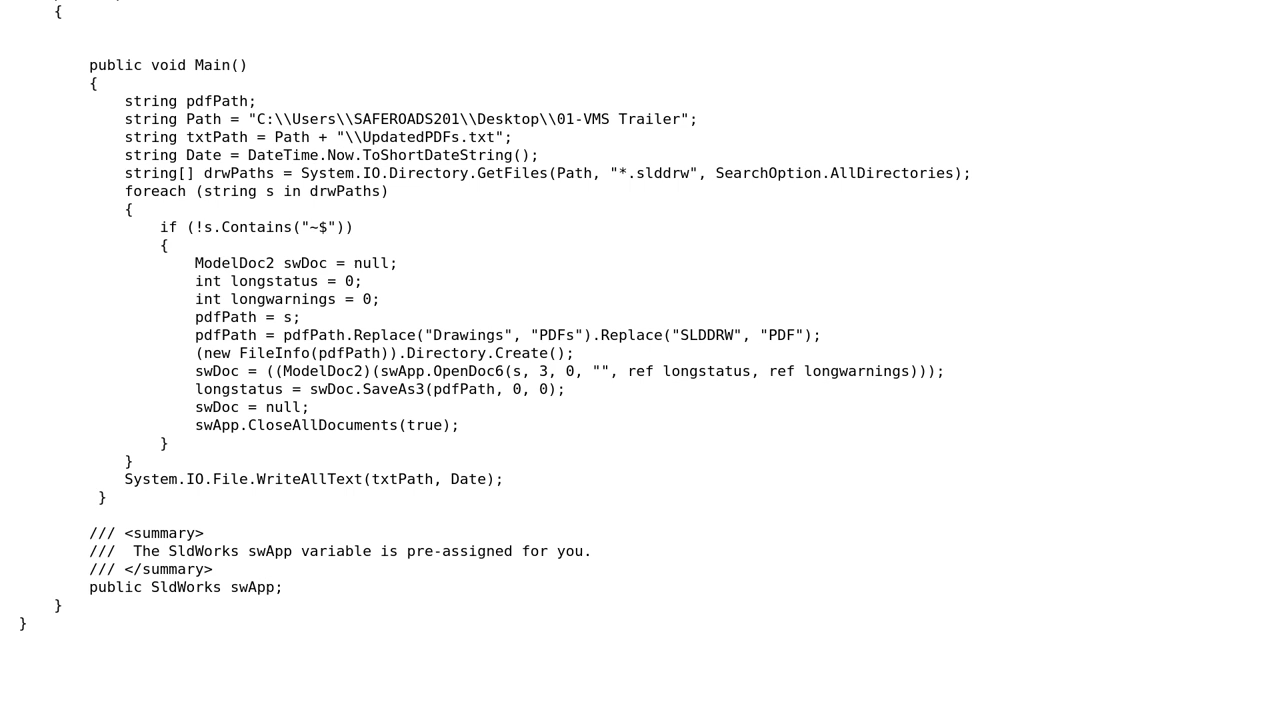 {
public void Main()
{
string pdfPath;
string Path = "C:\\Users\\SAFEROADS201\\Desktop\\01-VMS Trailer";
string txtPath = Path + "\\UpdatedPDFs.txt";
string Date = DateTime.Now.ToShortDateString();
string[] drwPaths = System.IO.Directory.GetFiles(Path, "*.slddrw", SearchOption.AllDirectories);
foreach (string s in drwPaths)
{
if (!s.Contains("~$"))
{
ModelDoc2 swDoc = null;
int longstatus = 0;
int longwarnings = 0;
pdfPath = s;
pdfPath = pdfPath.Replace("Drawings", "PDFs").Replace("SLDDRW", "PDF");
(new FileInfo(pdfPath)).Directory.Create();
swDoc = ((ModelDoc2)(swApp.OpenDoc6(s, 3, 0, "", ref longstatus, ref longwarnings)));
longstatus = swDoc.SaveAs3(pdfPath, 0, 0);
swDoc = null;
swApp.CloseAllDocuments(true);
}
}
System.IO.File.WriteAllText(txtPath, Date);
}
/// <summary>
///  The SldWorks swApp variable is pre-assigned for you.
/// </summary>
public SldWorks swApp;
}
}